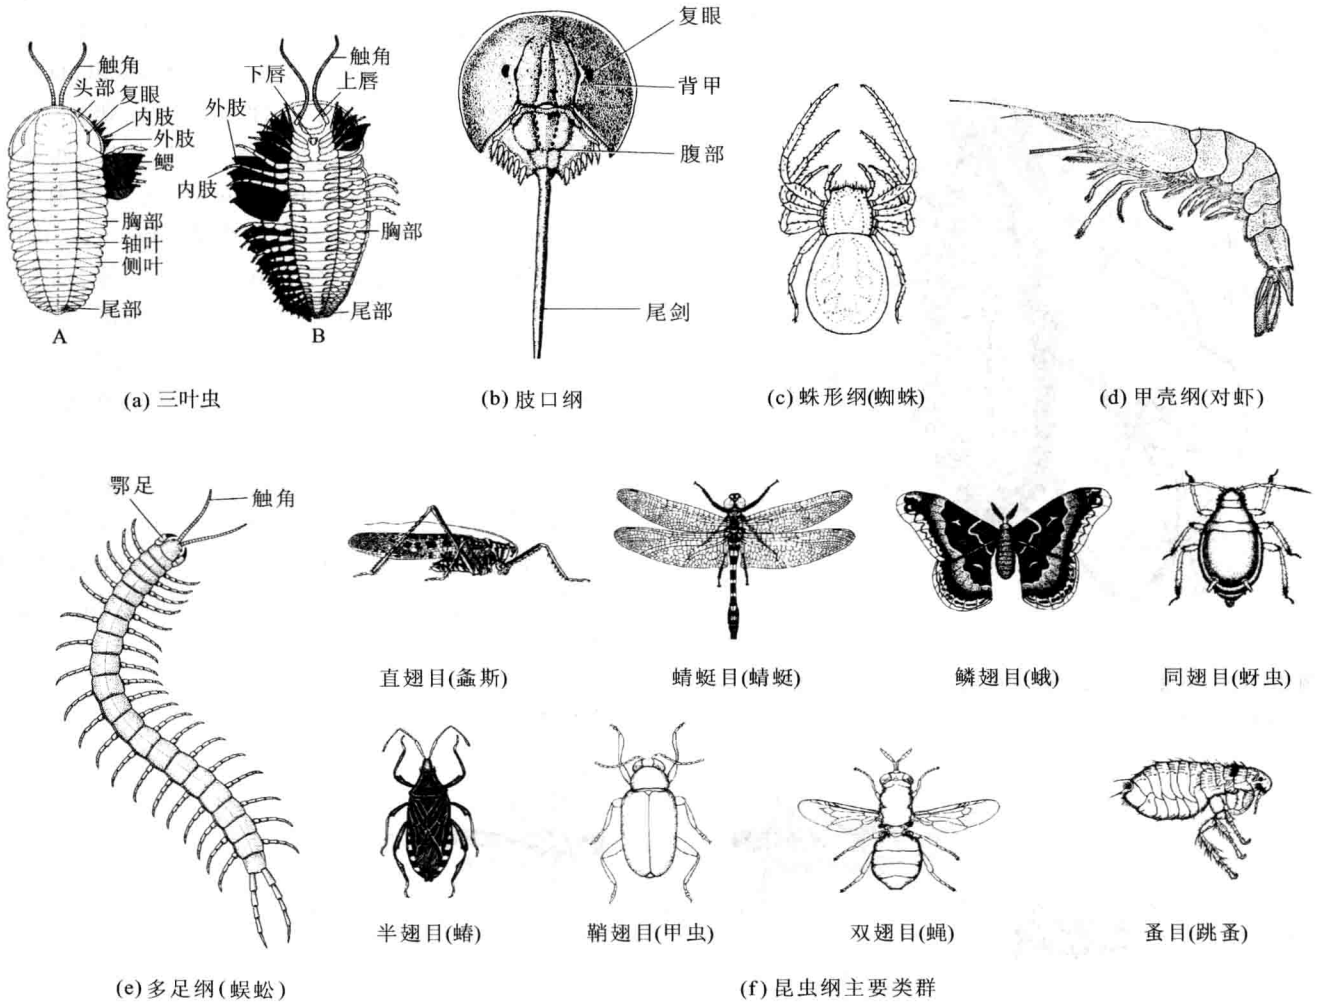 触角
头部
复眼
内肢
外肢
鳃
胸部
轴叶
侧叶
尾部
A
下唇
触角
上唇
外肢
内肢
胸部
尾部
B
(a) 三叶虫
复眼
背甲
腹部
尾剑
(b) 肢口纲
(c) 蛛形纲(蜘蛛)
(d) 甲壳纲(对虾)
鄂足
触角
(e) 多足纲(蜈蚣)
直翅目(螽斯)
蜻蜓目(蜻蜓)
鳞翅目(蛾)
同翅目(蚜虫)
半翅目(蝽)
鞘翅目(甲虫)
双翅目(蝇)
蚤目(跳蚤)
(f) 昆虫纲主要类群